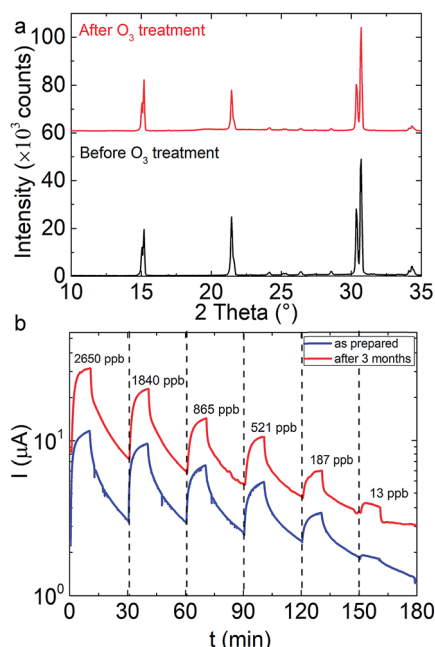 a
After O₃ treatment
Before O₃ treatment
Intensity (×10³ counts)
100
80
60
40
20
0
10 15 20 25 30 35
2 Theta (°)
b
as prepared
after 3 months
2650 ppb
1840 ppb
865 ppb
521 ppb
187 ppb
13 ppb
I (μA)
10¹
10⁰
0 30 60 90 120 150 180
t (min)